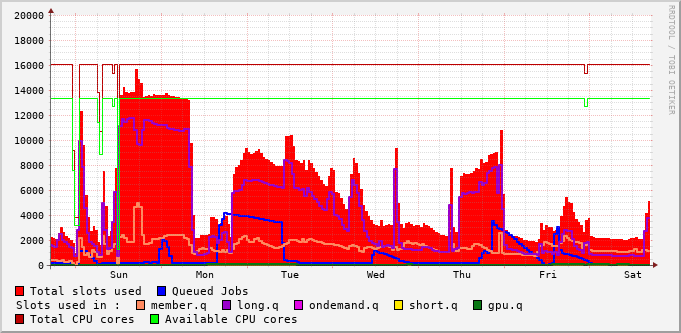 20000
18000
16000
14000
12000
10000
8000
6000
4000
2000
0
Sun Mon Tue Wed Thu Fri Sat
RRDTOOL / TOBI OETIKER
Total slots used Queued Jobs
Slots used in : member.q long.q ondemand.q short.q gpu.q
Total CPU cores Available CPU cores